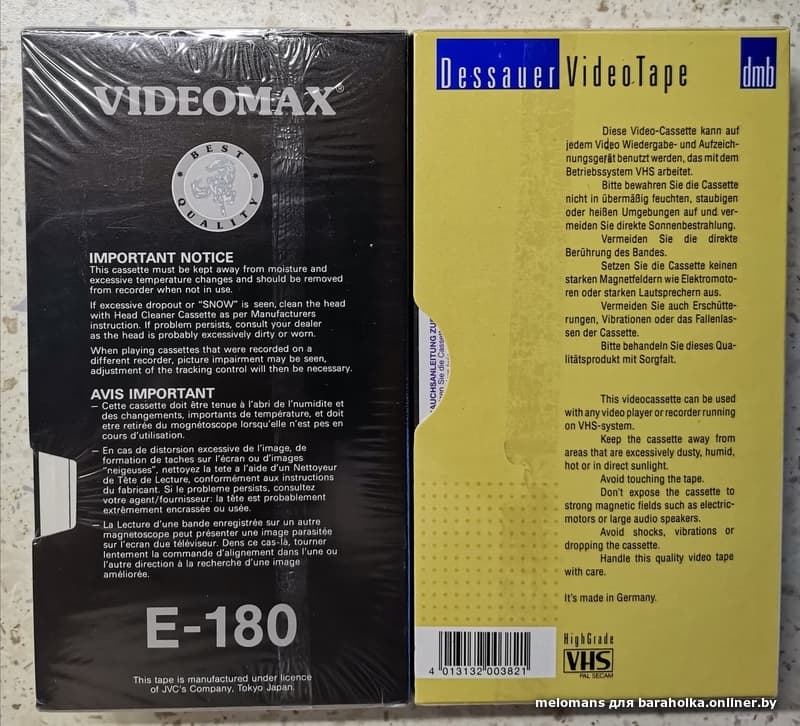 VIDEOMAX®
BEST
QUALITY
IMPORTANT NOTICE
This cassette must be kept away from moisture and
excessive temperature changes and should be removed
from recorder when not in use.
If excessive dropout or “SNOW” is seen, clean the head
with Head Cleaner Cassette as per Manufacturers
instruction. If problem persists, consult your dealer
as the head is probably excessively dirty or worn.
When playing cassettes that were recorded on a
different recorder, picture impairment may be seen,
adjustment of the tracking control will then be necessary.
AVIS IMPORTANT
– Cette cassette doit être tenue à l'abri de l'humidite et
des changements, importants de température, et doit
etre retirée du magnétoscope lorsqu'elle n'est pes en
cours d'utilisation.
– En cas de distorsion excessive de l'image, de
formation de taches sur l'écran ou d'images
“neigeuses”, nettoyez la tete a l'aide d'un Nettoyeur
de Tête de Lecture, conformément aux instructions
du fabricant. Si le probleme persists, consultez
votre agent/fournisseur: la tête est probablement
extrêmement encrassée ou usée.
– La Lecture d'une bande enregistrée sur un autre
magnetoscope peut présenter une image parasitée
sur l'ecran due téléviseur. Dens ce cas-là, tourner
lentement la commande d'alignement dans l'une ou
l'autre direction à la recherche d'une image
améliorée.
E-180
This tape is manufactured under licence
of JVC's Company, Tokyo Japan.
Dessauer VideoTape dmb
Diese Video-Cassette kann auf
jedem Video Wiedergabe- und Aufzeich-
nungsgerät benutzt werden, das mit dem
Betriebssystem VHS arbeitet.
Bitte bewahren Sie die Cassette
nicht in übermäßig feuchten, staubigen
oder heißen Umgebungen auf und ver-
meiden Sie direkte Sonnenbestrahlung.
Vermeiden Sie die direkte
Berührung des Bandes.
Setzen Sie die Cassette keinen
starken Magnetfeldern wie Elektromoto-
ren oder starken Lautsprechern aus.
Vermeiden Sie auch Erschütte-
rungen, Vibrationen oder das Fallenlas-
sen der Cassette.
Bitte behandeln Sie dieses Qua-
litätsprodukt mit Sorgfalt.
This videocassette can be used
with any video player or recorder running
on VHS-system.
Keep the cassette away from
areas that are excessively dusty, humid,
hot or in direct sunlight.
Avoid touching the tape.
Don't expose the cassette to
strong magnetic fields such as electric-
motors or large audio speakers.
Avoid shocks, vibrations or
dropping the cassette.
Handle this quality video tape
with care.
It's made in Germany.
4 013132 003821
HighGrade
VHS
PAL SECAM
melomans для baraholka.onliner.by